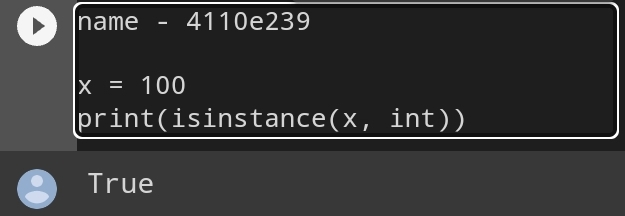 name - 4110e239
x = 100
print(isinstance(x, int))
True